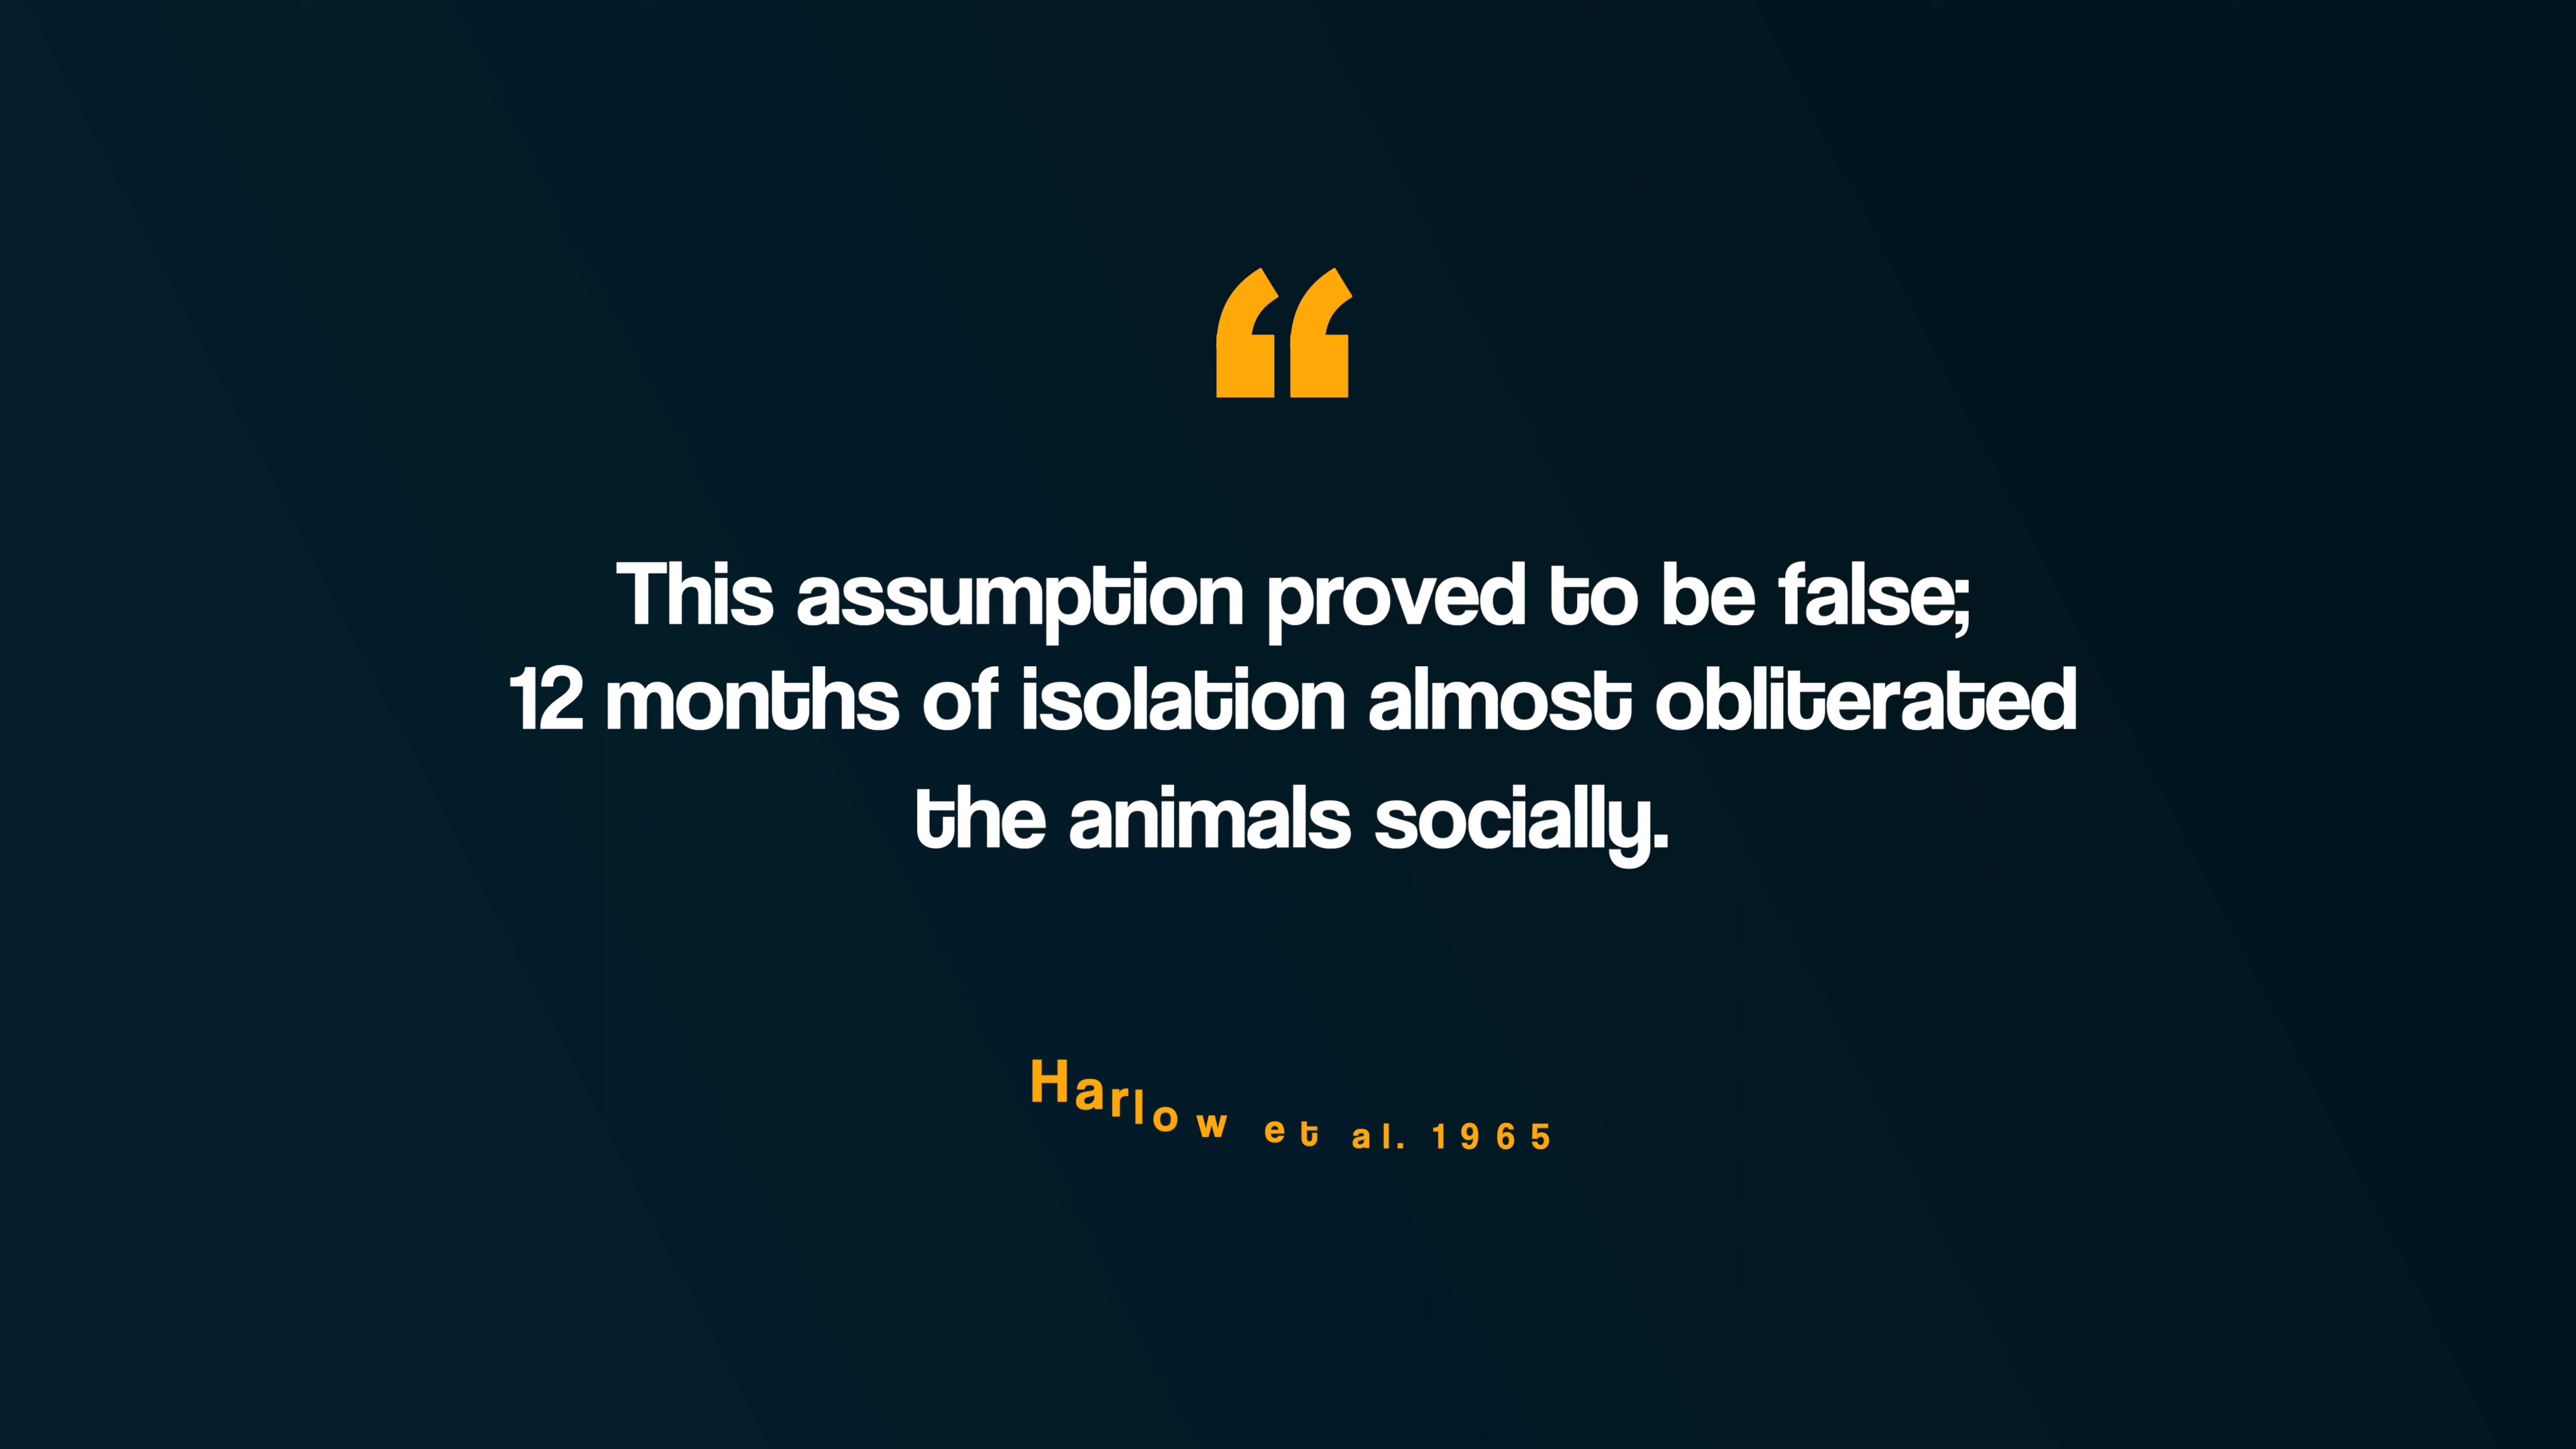 “
This assumption proved to be false;
12 months of isolation almost obliterated
the animals socially.
Harlow et al. 1965